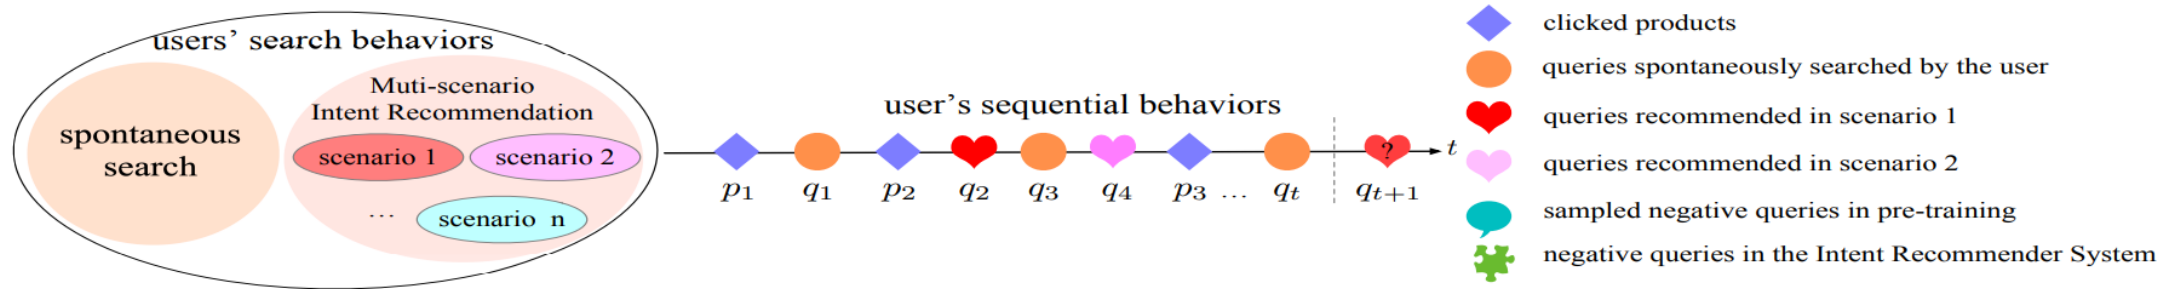 users' search behaviors
spontaneous
search
Muti-scenario
Intent Recommendation
scenario 1
scenario 2
...
scenario n
user's sequential behaviors
t
p1
q1
p2
q2
q3
q4
p3
...
qt
?
qt+1
clicked products
queries spontaneously searched by the user
queries recommended in scenario 1
queries recommended in scenario 2
sampled negative queries in pre-training
negative queries in the Intent Recommender System